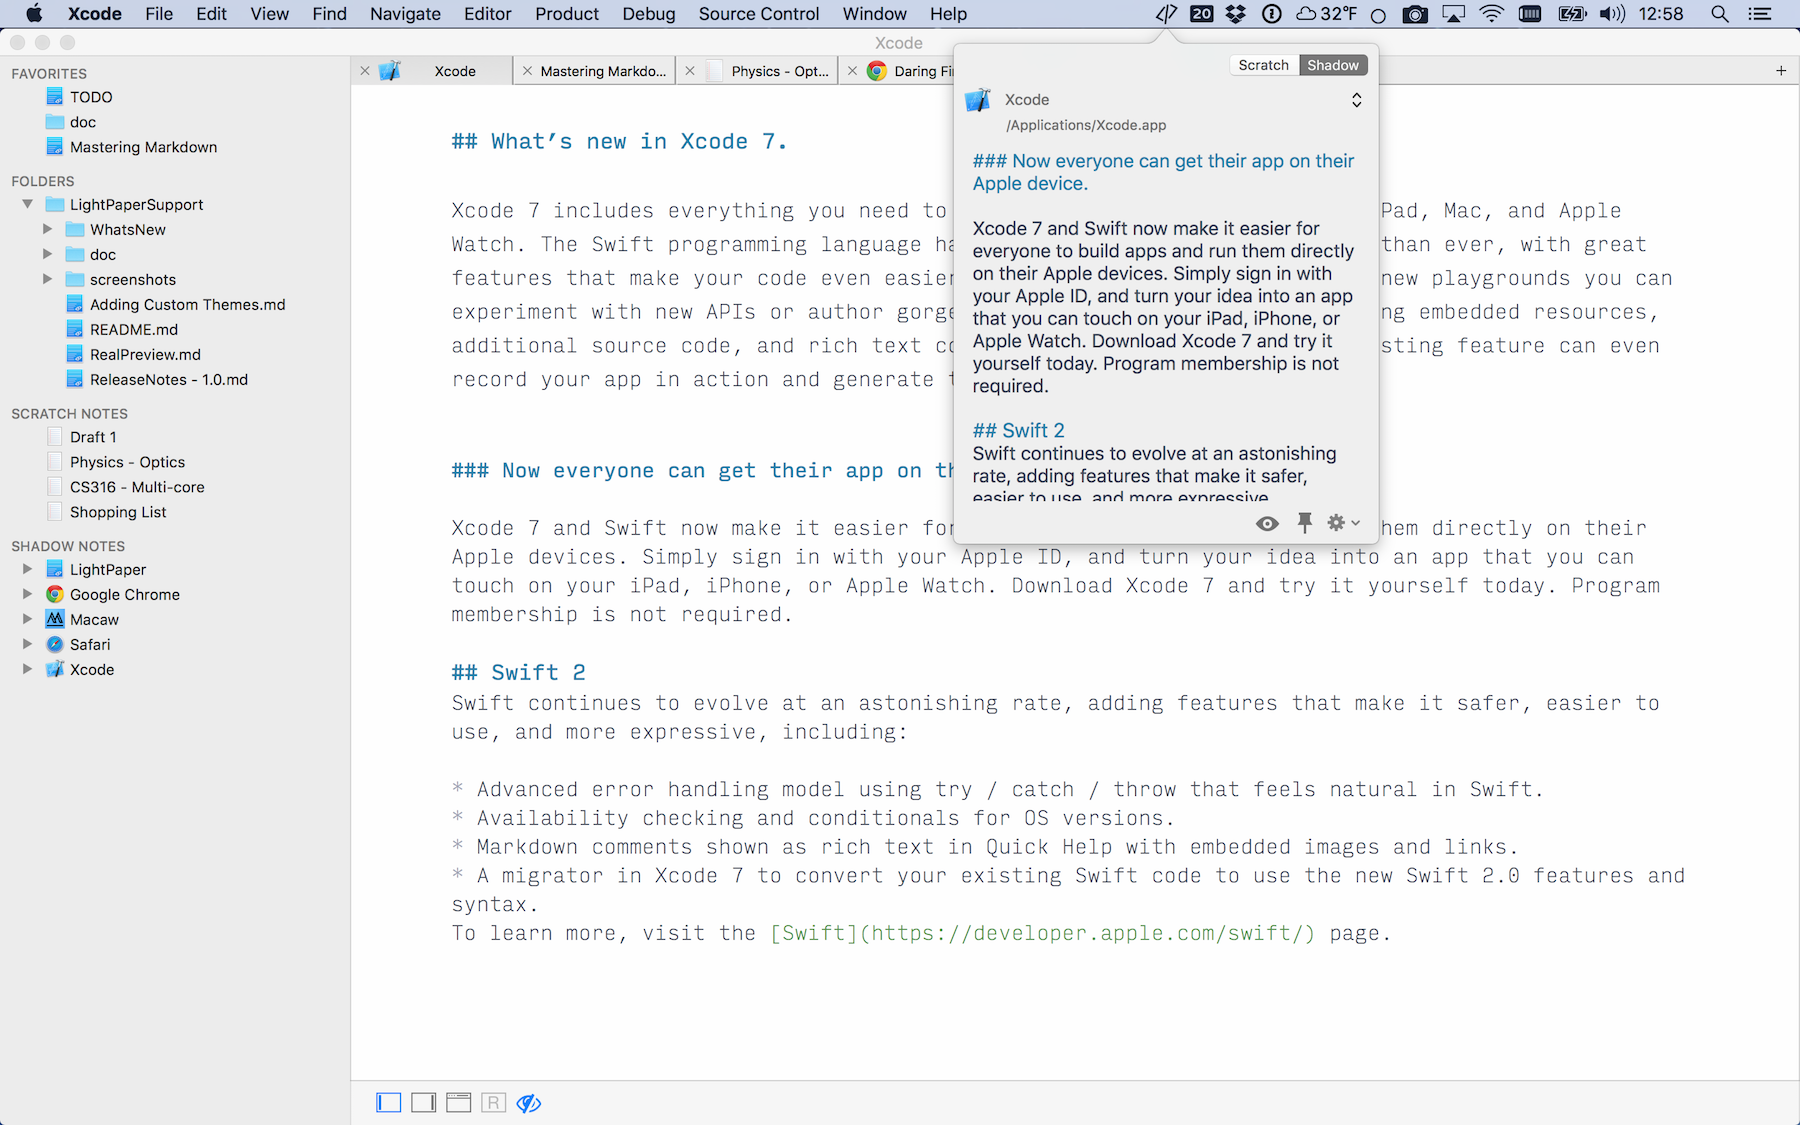 Xcode File Edit View Find Navigate Editor Product Debug Source Control Window Help 20 32°F 12:58
Xcode
FAVORITES
TODO
doc
Mastering Markdown
FOLDERS
LightPaperSupport
WhatsNew
doc
screenshots
Adding Custom Themes.md
README.md
RealPreview.md
ReleaseNotes - 1.0.md
SCRATCH NOTES
Draft 1
Physics - Optics
CS316 - Multi-core
Shopping List
SHADOW NOTES
LightPaper
Google Chrome
Macaw
Safari
Xcode
Xcode Mastering Markdo... Physics - Opt... Daring Fi
## What's new in Xcode 7.
Xcode 7 includes everything you need to Pad, Mac, and Apple
Watch. The Swift programming language ha than ever, with great
features that make your code even easier new playgrounds you can
experiment with new APIs or author gorge ng embedded resources,
additional source code, and rich text co sting feature can even
record your app in action and generate t
### Now everyone can get their app on th
Xcode 7 and Swift now make it easier for hem directly on their
Apple devices. Simply sign in with your Apple ID, and turn your idea into an app that you can
touch on your iPad, iPhone, or Apple Watch. Download Xcode 7 and try it yourself today. Program
membership is not required.
## Swift 2
Swift continues to evolve at an astonishing rate, adding features that make it safer, easier to
use, and more expressive, including:
* Advanced error handling model using try / catch / throw that feels natural in Swift.
* Availability checking and conditionals for OS versions.
* Markdown comments shown as rich text in Quick Help with embedded images and links.
* A migrator in Xcode 7 to convert your existing Swift code to use the new Swift 2.0 features and
syntax.
To learn more, visit the [Swift](https://developer.apple.com/swift/) page.
R
Scratch Shadow
Xcode
/Applications/Xcode.app
### Now everyone can get their app on their
Apple device.
Xcode 7 and Swift now make it easier for
everyone to build apps and run them directly
on their Apple devices. Simply sign in with
your Apple ID, and turn your idea into an app
that you can touch on your iPad, iPhone, or
Apple Watch. Download Xcode 7 and try it
yourself today. Program membership is not
required.
## Swift 2
Swift continues to evolve at an astonishing
rate, adding features that make it safer,
easier to use, and more expressive,